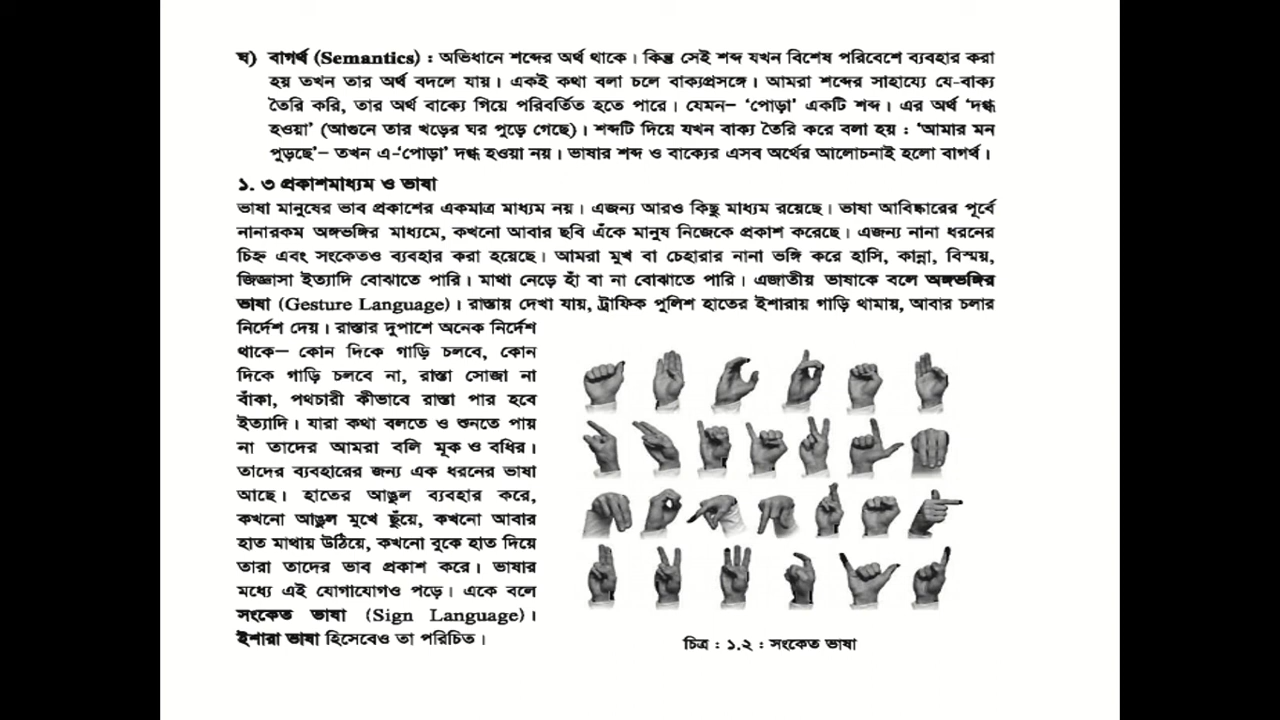 ঘ) বাগর্থ (Semantics) : অভিধানে শব্দের অর্থ থাকে। কিন্তু সেই শব্দ যখন বিশেষ পরিবেশে ব্যবহার করা
হয় তখন তার অর্থ বদলে যায়। একই কথা বলা চলে বাক্যপ্রসঙ্গে। আমরা শব্দের সাহায্যে যে-বাক্য
তৈরি করি, তার অর্থ বাক্যে গিয়ে পরিবর্তিত হতে পারে। যেমন– ‘পোড়া’ একটি শব্দ। এর অর্থ ‘দগ্ধ
হওয়া’ (আগুনে তার খড়ের ঘর পুড়ে গেছে)। শব্দটি দিয়ে যখন বাক্য তৈরি করে বলা হয় : ‘আমার মন
পুড়ছে’– তখন এ-‘পোড়া’ দগ্ধ হওয়া নয়। ভাষার শব্দ ও বাক্যের এসব অর্থের আলোচনাই হলো বাগর্থ।
১. ৩ প্রকাশমাধ্যম ও ভাষা
ভাষা মানুষের ভাব প্রকাশের একমাত্র মাধ্যম নয়। এজন্য আরও কিছু মাধ্যম রয়েছে। ভাষা আবিষ্কারের পূর্বে
নানারকম অঙ্গভঙ্গির মাধ্যমে, কখনো আবার ছবি এঁকে মানুষ নিজেকে প্রকাশ করেছে। এজন্য নানা ধরনের
চিহ্ন এবং সংকেতও ব্যবহার করা হয়েছে। আমরা মুখ বা চেহারার নানা ভঙ্গি করে হাসি, কান্না, বিস্ময়,
জিজ্ঞাসা ইত্যাদি বোঝাতে পারি। মাথা নেড়ে হাঁ বা না বোঝাতে পারি। এজাতীয় ভাষাকে বলে অঙ্গভঙ্গির
ভাষা (Gesture Language)। রাস্তায় দেখা যায়, ট্রাফিক পুলিশ হাতের ইশারায় গাড়ি থামায়, আবার চলার
নির্দেশ দেয়। রাস্তার দুপাশে অনেক নির্দেশ
থাকে– কোন দিকে গাড়ি চলবে, কোন
দিকে গাড়ি চলবে না, রাস্তা সোজা না
বাঁকা, পথচারী কীভাবে রাস্তা পার হবে
ইত্যাদি। যারা কথা বলতে ও শুনতে পায়
না তাদের আমরা বলি মূক ও বধির।
তাদের ব্যবহারের জন্য এক ধরনের ভাষা
আছে। হাতের আঙুল ব্যবহার করে,
কখনো আঙুল মুখে ছুঁয়ে, কখনো আবার
হাত মাথায় উঠিয়ে, কখনো বুকে হাত দিয়ে
তারা তাদের ভাব প্রকাশ করে। ভাষার
মধ্যে এই যোগাযোগও পড়ে। একে বলে
সংকেত ভাষা (Sign Language)।
ইশারা ভাষা হিসেবেও তা পরিচিত।
চিত্র : ১.২ : সংকেত ভাষা